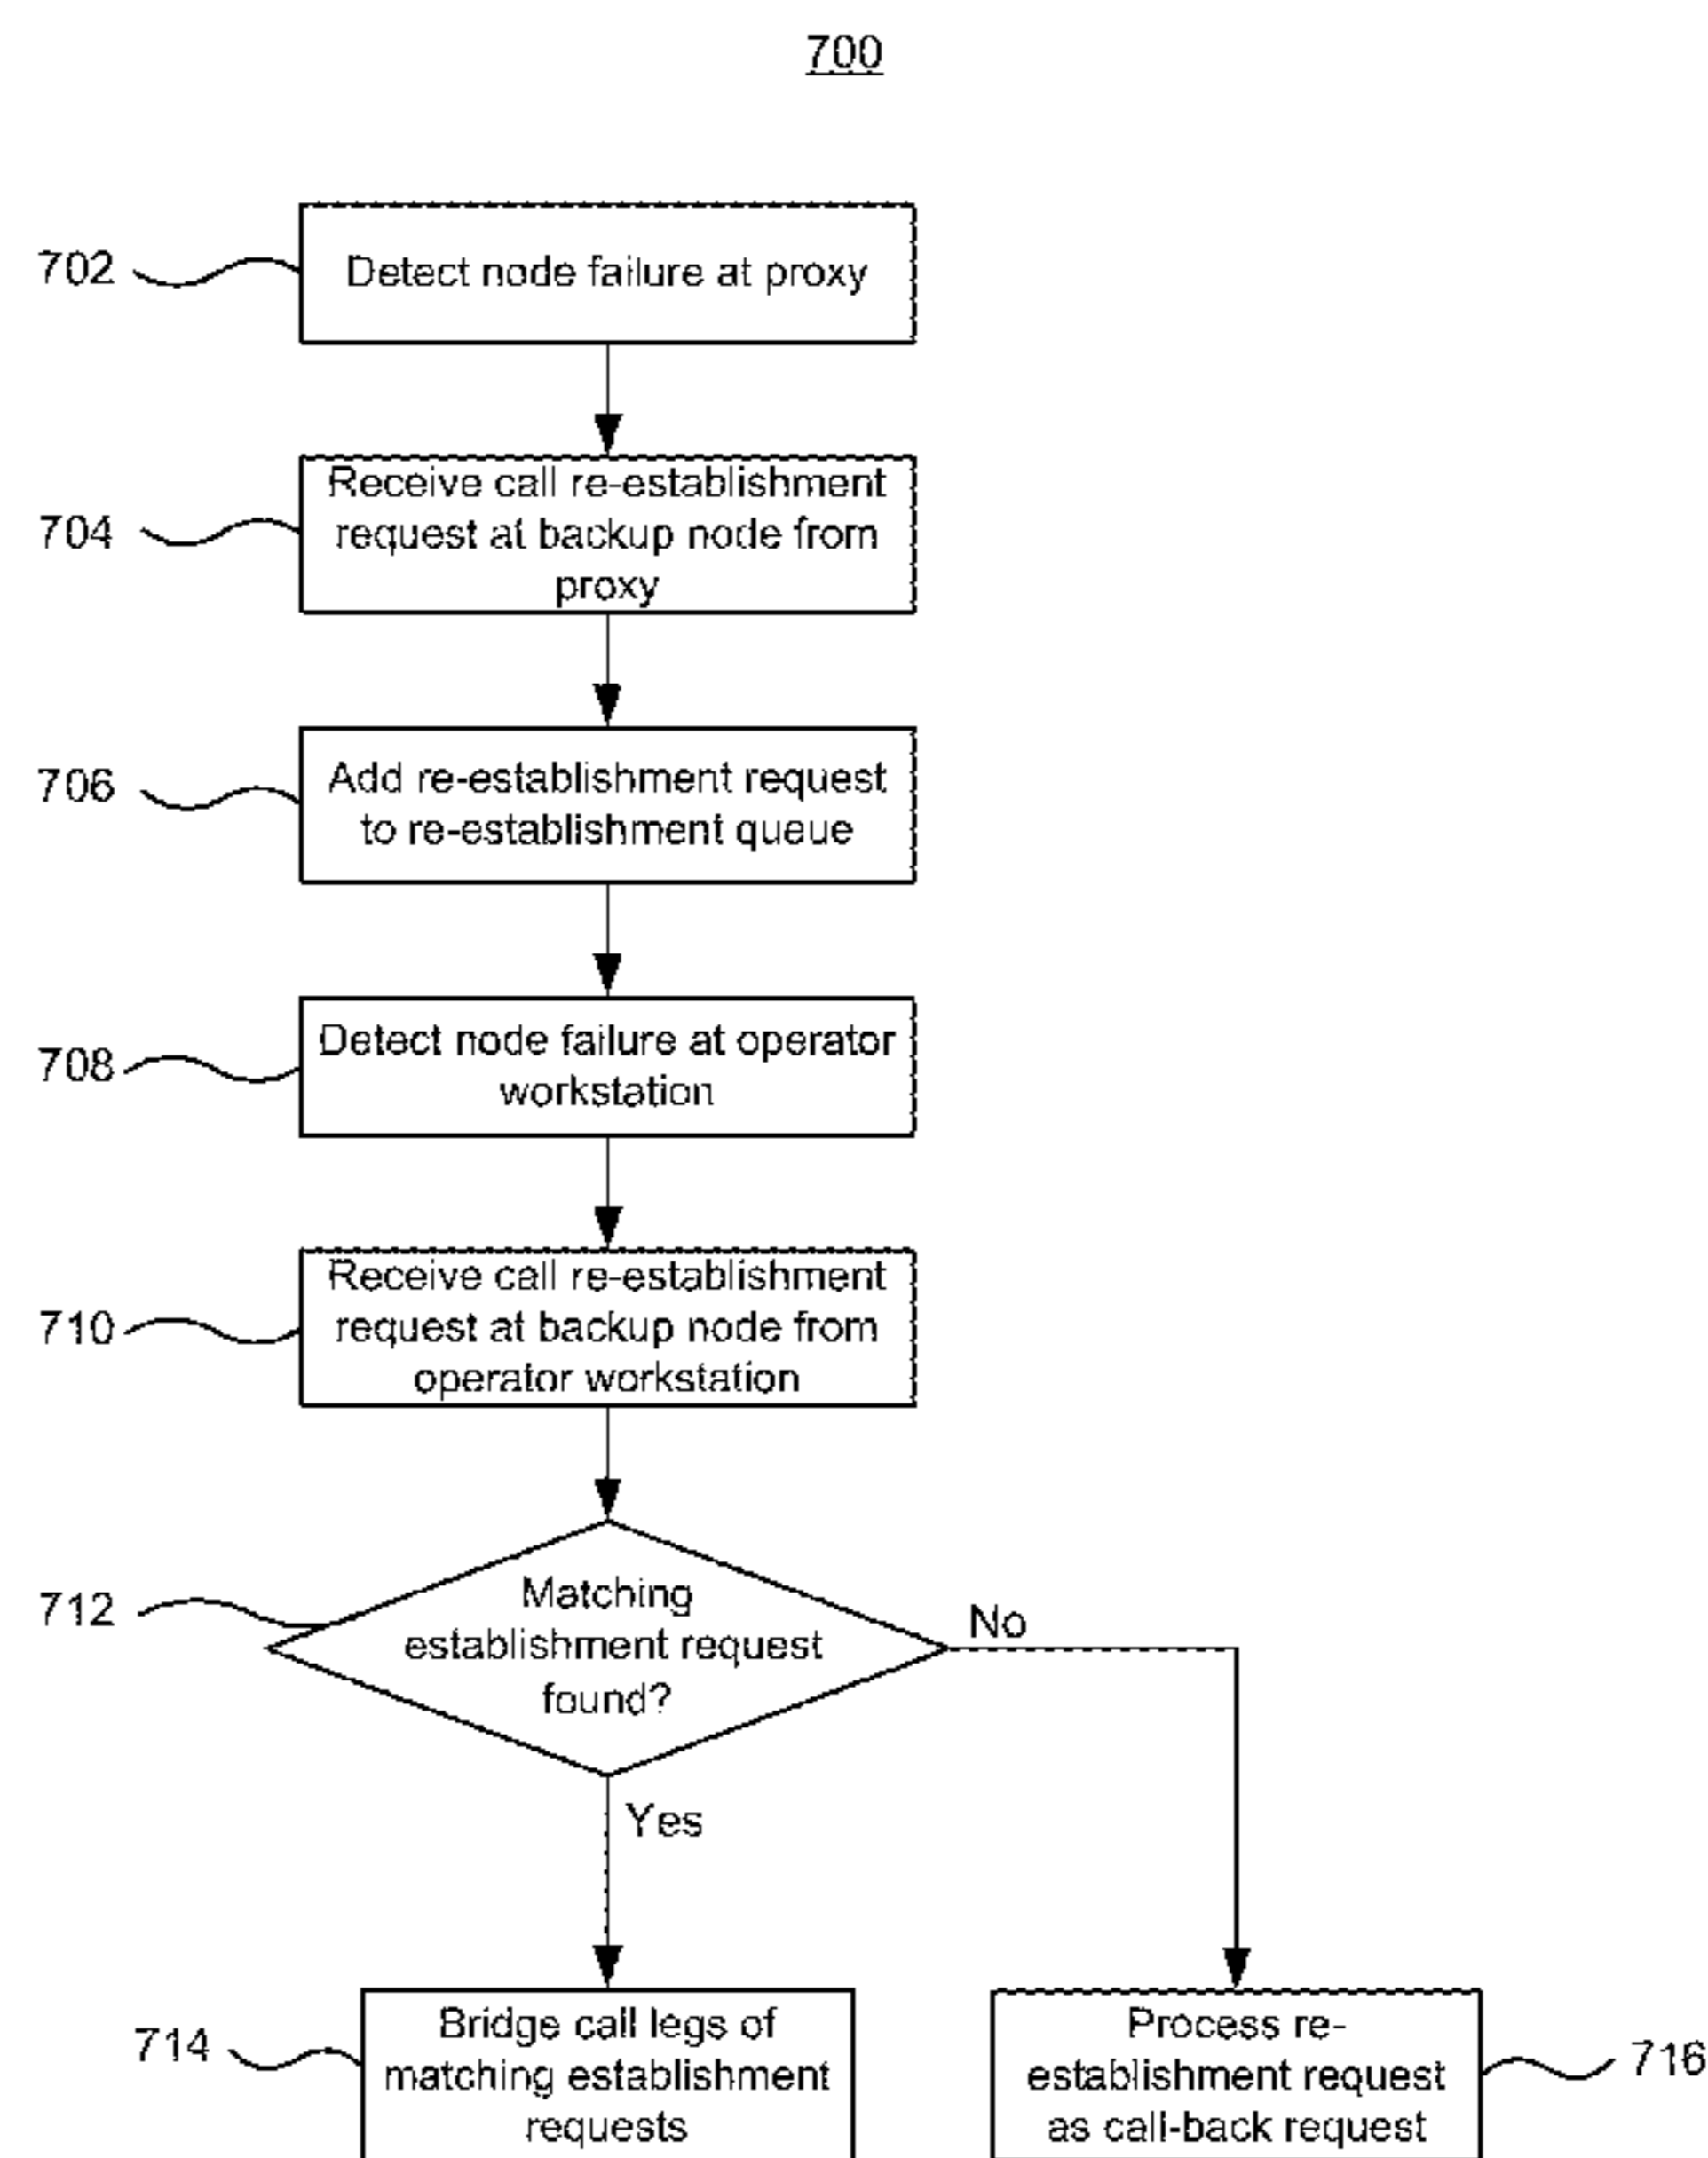 700
702
Detect node failure at proxy
704
Receive call re-establishment
request at backup node from
proxy
706
Add re-establishment request
to re-establishment queue
708
Detect node failure at operator
workstation
710
Receive call re-establishment
request at backup node from
operator workstation
712
Matching
establishment request
found?
No
Yes
714
Bridge call legs of
matching establishment
requests
Process re-
establishment request
as call-back request
716